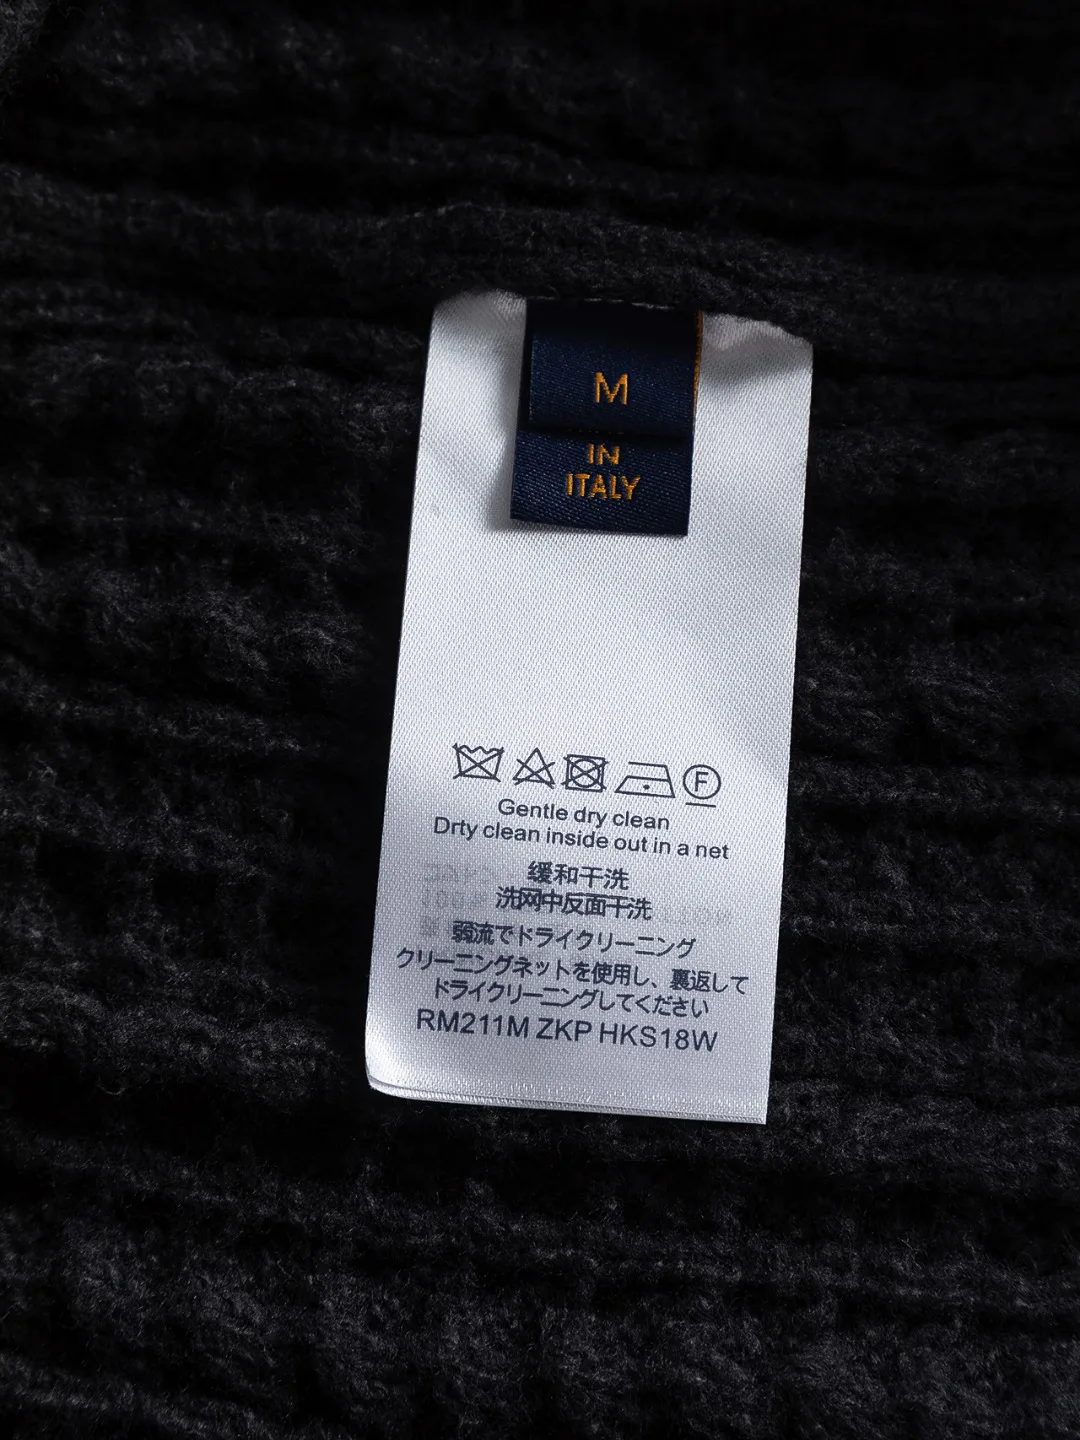 M
IN
ITALY
F
Gentle dry clean
Drty clean inside out in a net
缓和干洗
洗网中反面干洗
弱流でドライクリーニング
クリーニングネットを使用し、裏返して
ドライクリーニングしてください
RM211M ZKP HKS18W